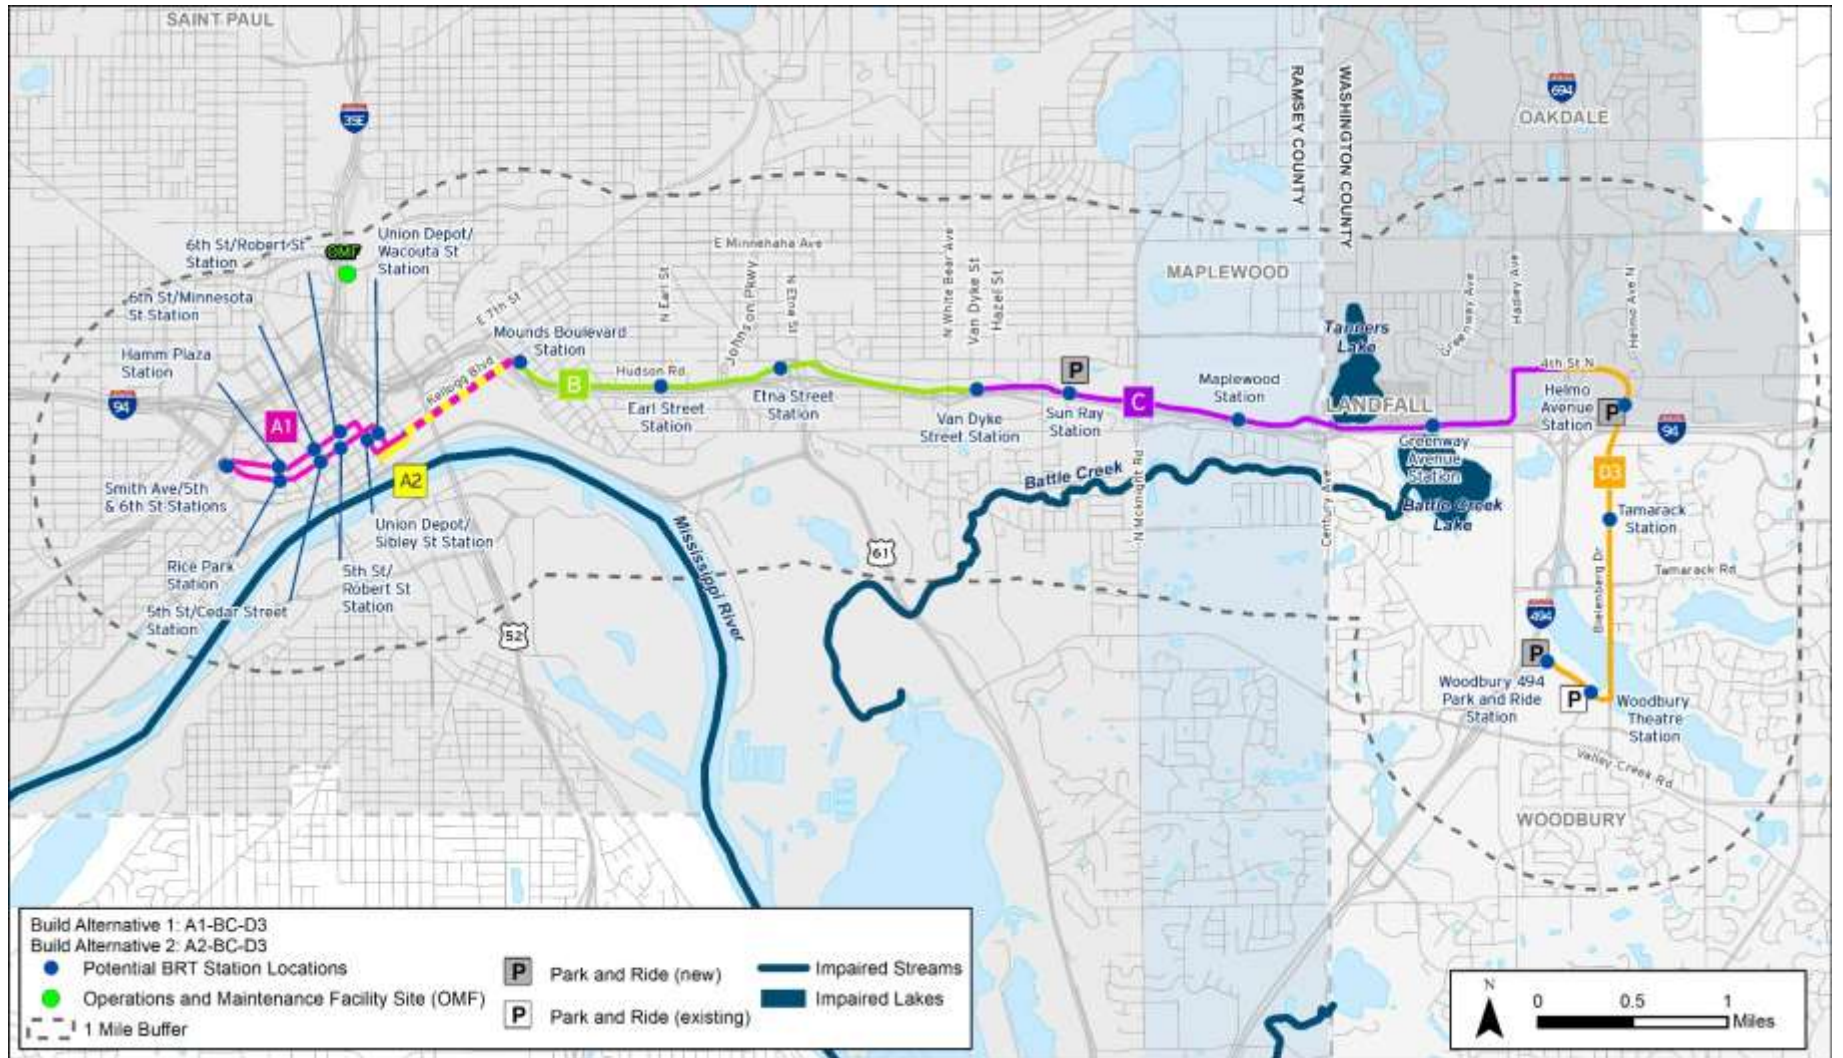 SAINT PAUL
35E
RAMSEY COUNTY
WASHINGTON COUNTY
694
OAKDALE
6th St/Robert St
Station
OMF
Union Depot/
Wacouta St
Station
E Minnehaha Ave
6th St/Minnesota
St Station
E 7th St
N Earl St
Johnson Pkwy
N Etna St
N White Bear Ave
Van Dyke St
Hazel St
MAPLEWOOD
Greenway Ave
Hadley Ave
Helmo Ave N
Hamm Plaza
Station
Mounds Boulevard
Station
Kellogg Blvd
Tanners
Lake
4th St N
94
A1
B
Hudson Rd
Earl Street
Station
Etna Street
Station
Van Dyke
Street Station
P
Sun Ray
Station
C
Maplewood
Station
LANDFALL
Greenway
Avenue
Station
Helmo
Avenue
Station
P
94
Smith Ave/5th
& 6th St Stations
A2
Union Depot/
Sibley St Station
Battle Creek
N McKnight Rd
Century Ave
Battle Creek
Lake
D3
Tamarack
Station
Rice Park
Station
5th St/Cedar Street
Station
5th St/
Robert St
Station
Mississippi River
61
52
Bielenberg Dr
Tamarack Rd
494
P
Woodbury 494
Park and Ride
Station
P
Woodbury
Theatre
Station
Valley Creek Rd
WOODBURY
Build Alternative 1: A1-BC-D3
Build Alternative 2: A2-BC-D3
Potential BRT Station Locations
Operations and Maintenance Facility Site (OMF)
1 Mile Buffer
P Park and Ride (new)
P Park and Ride (existing)
Impaired Streams
Impaired Lakes
N
0 0.5 1
Miles